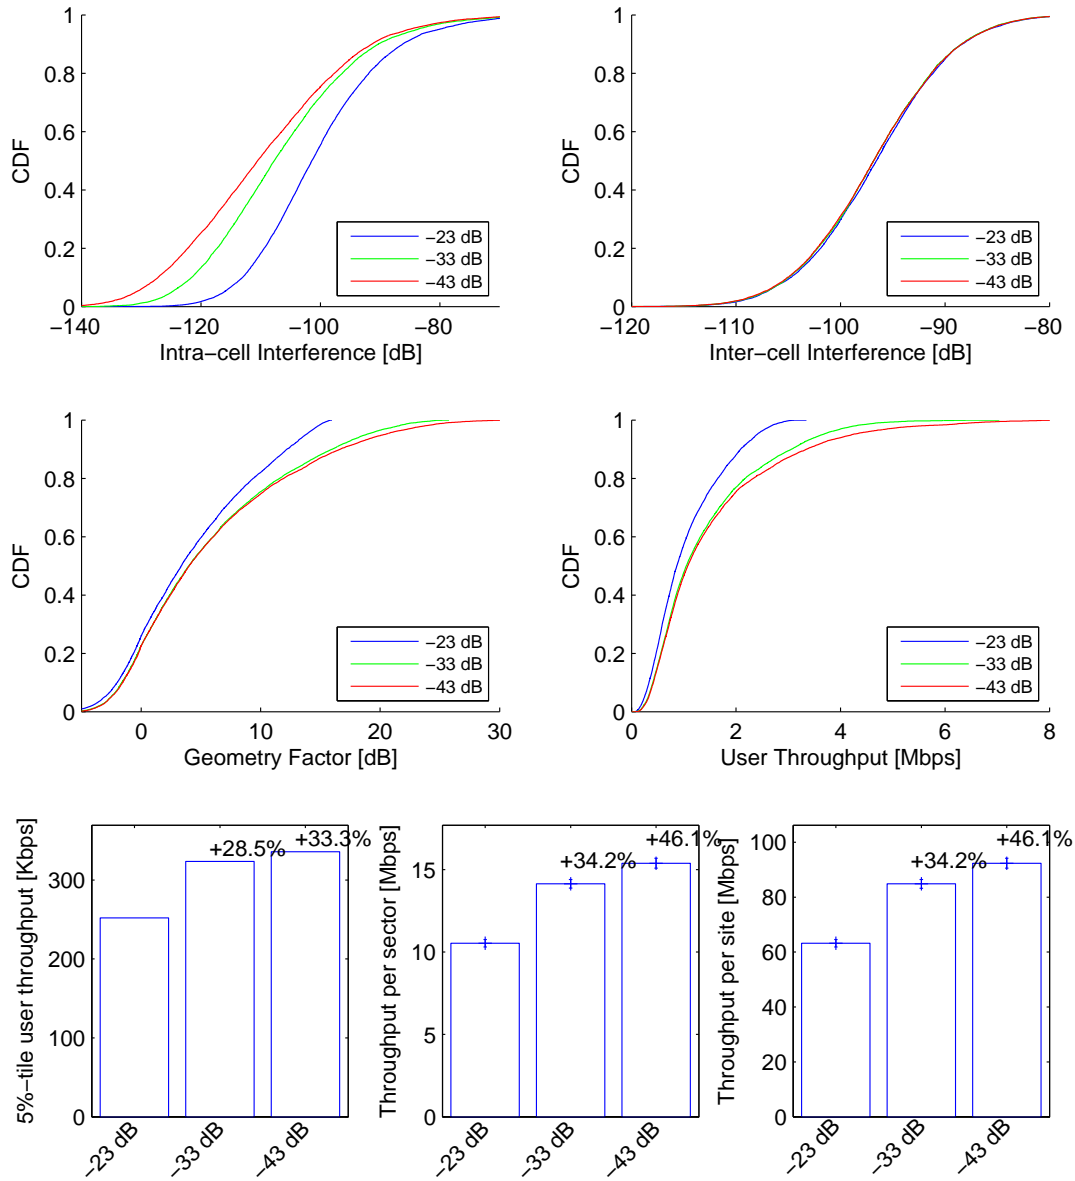 1
0.8
0.6
0.4
0.2
0
CDF
−140
−120
−100
−80
Intra−cell Interference [dB]
−23 dB
−33 dB
−43 dB
1
0.8
0.6
0.4
0.2
0
CDF
−120
−110
−100
−90
−80
Inter−cell Interference [dB]
−23 dB
−33 dB
−43 dB
1
0.8
0.6
0.4
0.2
0
CDF
0
10
20
30
Geometry Factor [dB]
−23 dB
−33 dB
−43 dB
1
0.8
0.6
0.4
0.2
0
CDF
0
2
4
6
8
User Throughput [Mbps]
−23 dB
−33 dB
−43 dB
5%−tile user throughput [Kbps]
300
200
100
0
+28.5%
+33.3%
−23 dB
−33 dB
−43 dB
Throughput per sector [Mbps]
15
10
5
0
+34.2%
+46.1%
−23 dB
−33 dB
−43 dB
Throughput per site [Mbps]
100
80
60
40
20
0
+34.2%
+46.1%
−23 dB
−33 dB
−43 dB